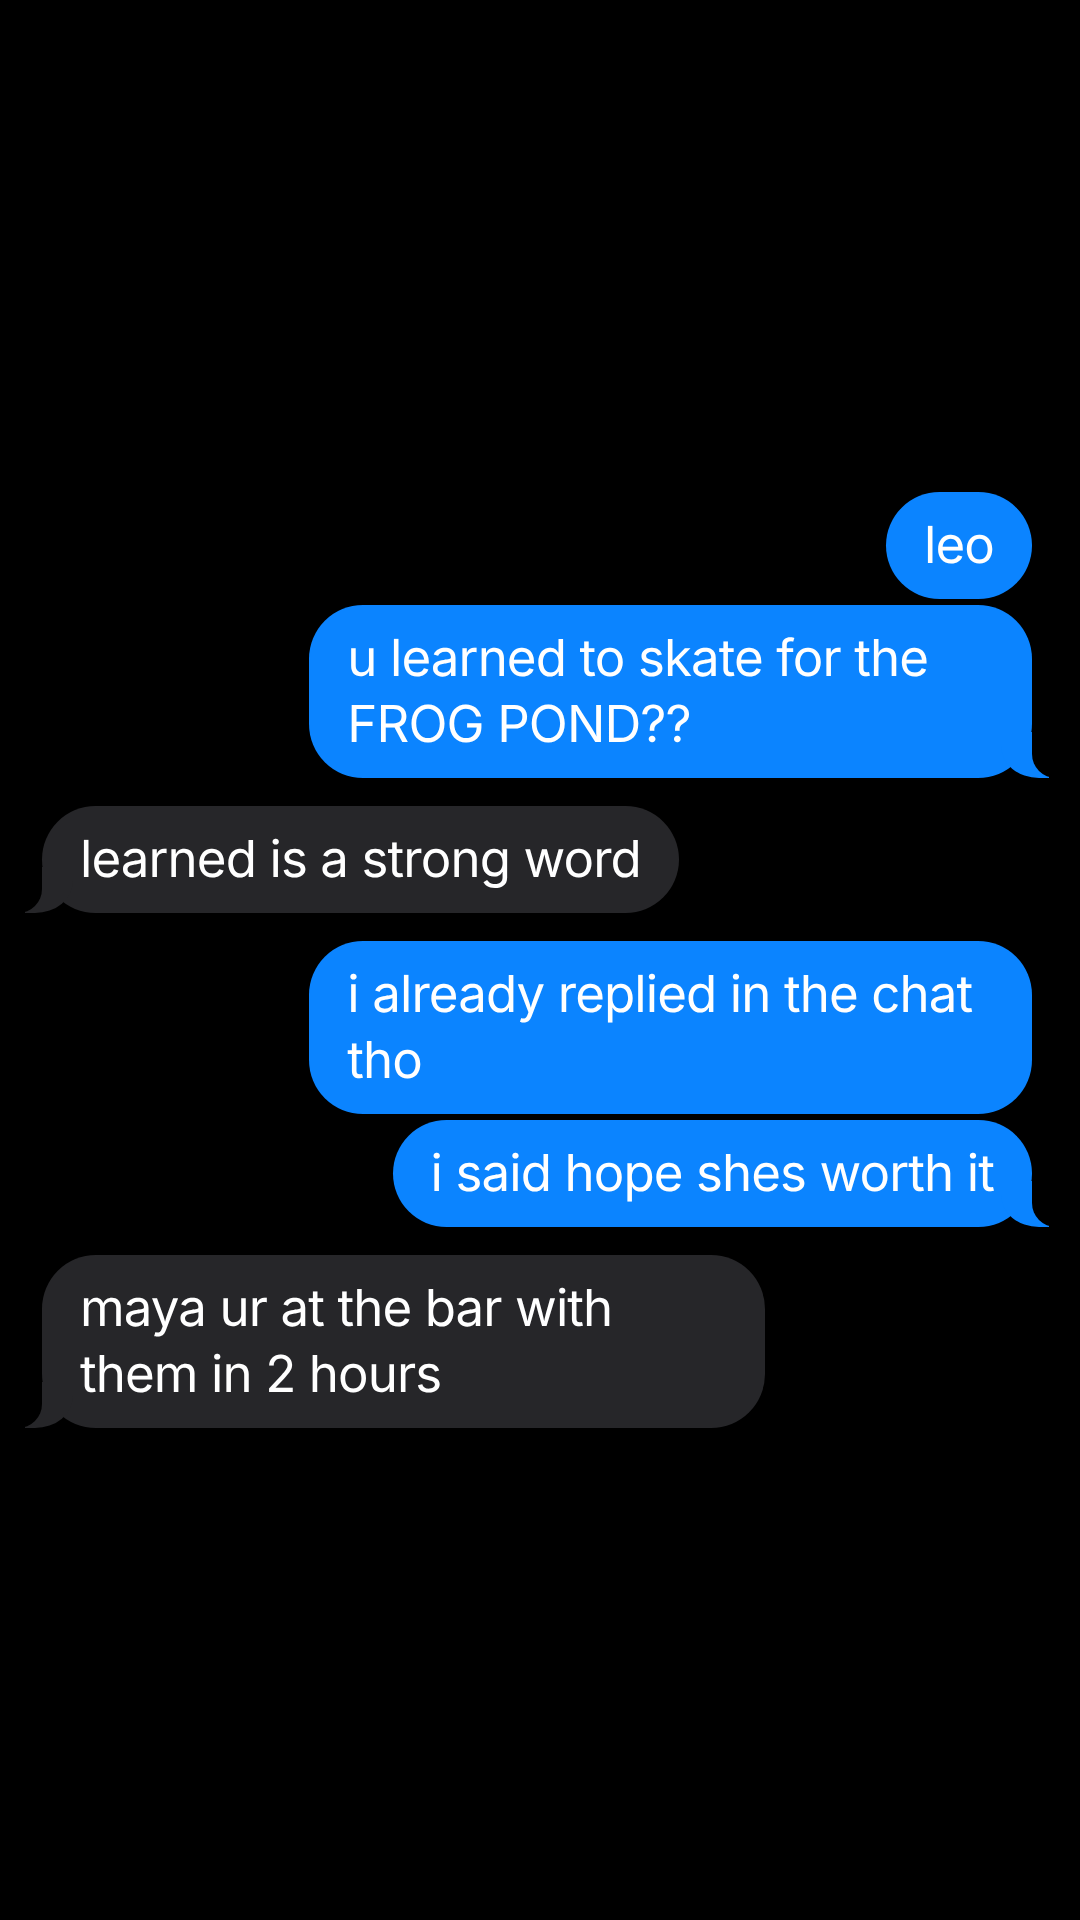 leo
u learned to skate for the
FROG POND??
learned is a strong word
i already replied in the chat
tho
i said hope shes worth it
maya ur at the bar with
them in 2 hours